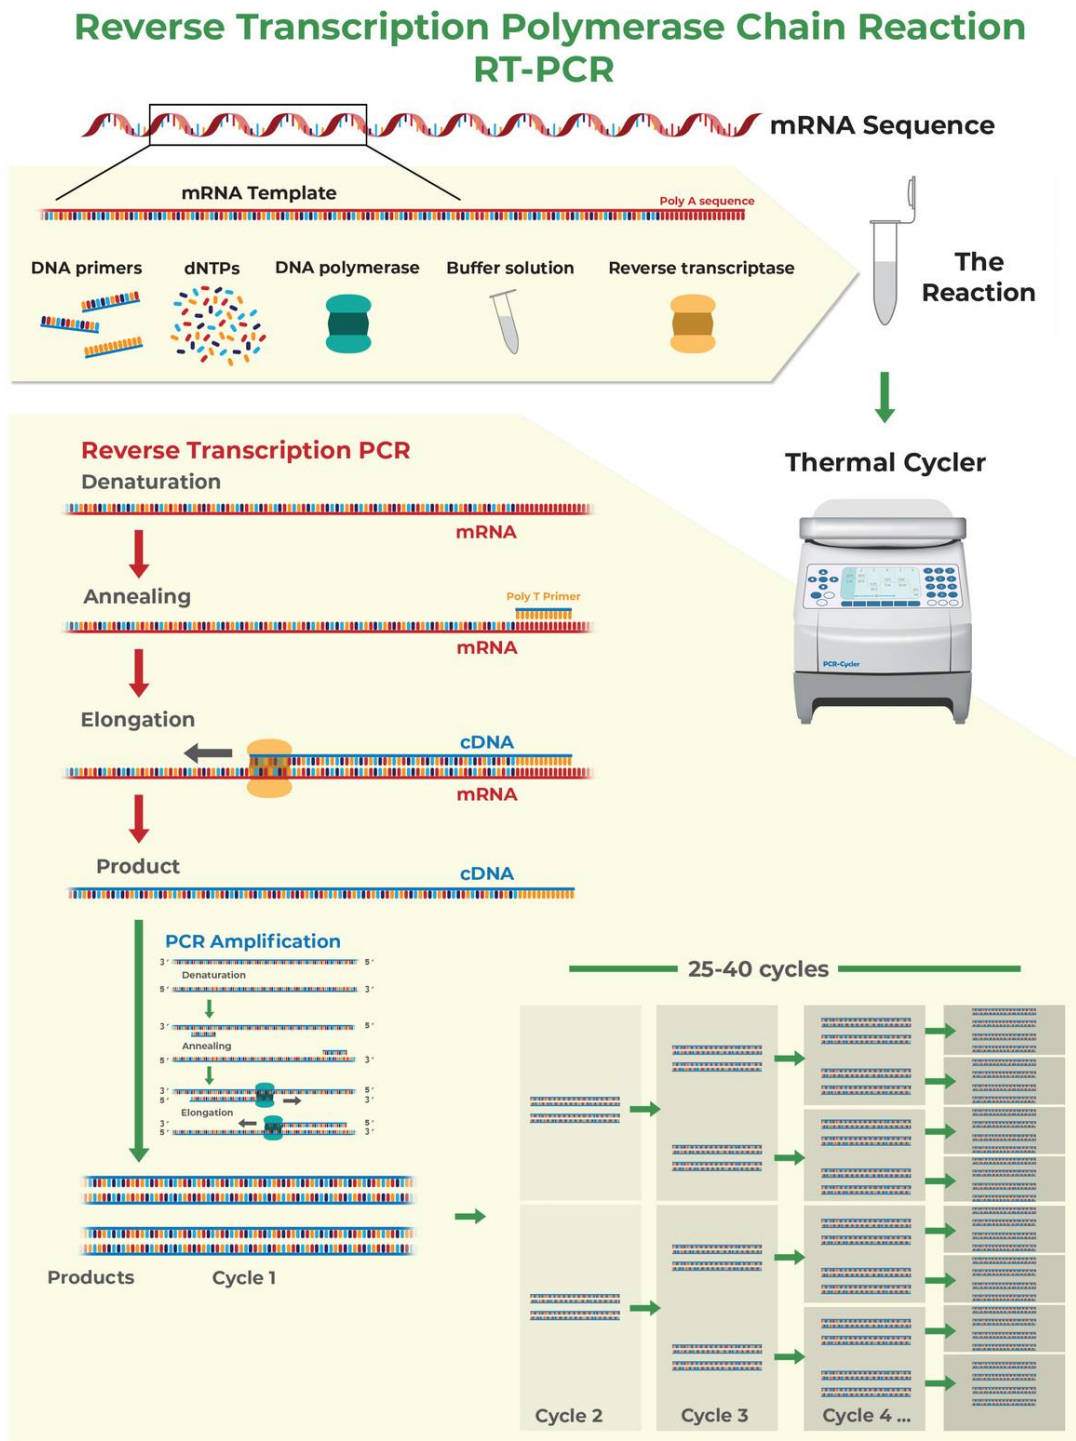 Reverse Transcription Polymerase Chain Reaction
RT-PCR
mRNA Sequence
mRNA Template
Poly A sequence
DNA primers
dNTPs
DNA polymerase
Buffer solution
Reverse transcriptase
The
Reaction
Thermal Cycler
PCR-Cycler
Reverse Transcription PCR
Denaturation
mRNA
Annealing
Poly T Primer
mRNA
Elongation
cDNA
mRNA
Product
cDNA
PCR Amplification
3' 5'
Denaturation
5' 3'
3' 5'
Annealing
5' 3'
3' 5'
5' 3'
Elongation
3' 5'
5' 3'
Products
Cycle 1
25-40 cycles
Cycle 2
Cycle 3
Cycle 4 ...